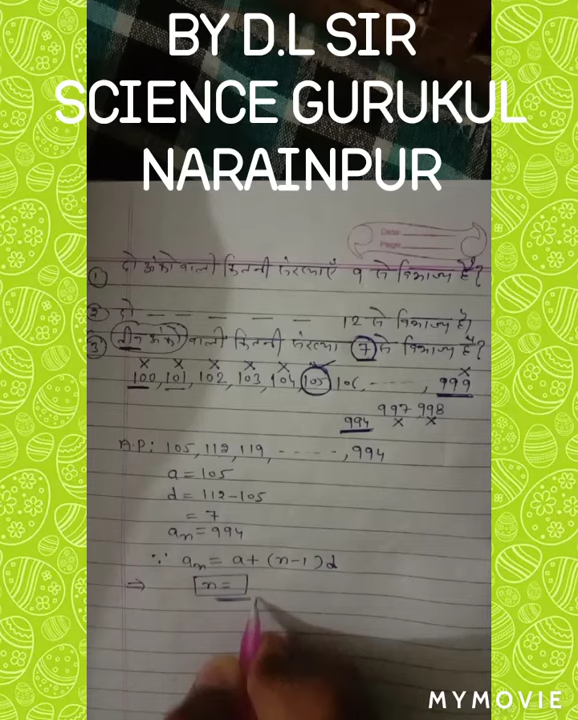 BY D.L SIR
SCIENCE GURUKUL
NARAINPUR
Date
Page
① दो अंको वाली कितनी संख्याएं 9 से विभाज्य हैं?
② दो — — — — — 12 से विभाज्य हैं?
③ तीन अंको वाली कितनी संख्या 7 से विभाज्य हैं?
x x x x x ✓ x
100, 101, 102, 103, 104, 105, 106, ------, 999
994 997 998
x x
A.P: 105, 112, 119, -----, 994
a = 105
d = 112-105
= 7
aₙ = 994
∵ aₙ = a + (n-1)d
⇒ n =
MYMOVIE